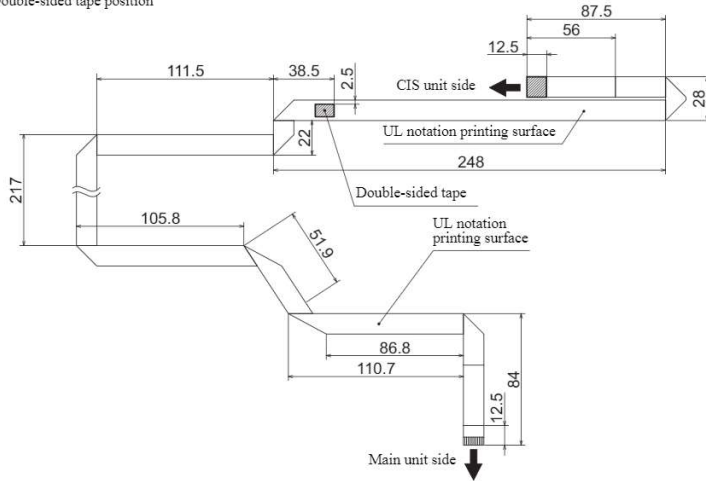 Double-sided tape position
87.5
56
12.5
111.5
38.5
2.5
CIS unit side
28
UL notation printing surface
22
248
217
Double-sided tape
105.8
51.9
UL notation
printing surface
86.8
110.7
84
12.5
Main unit side